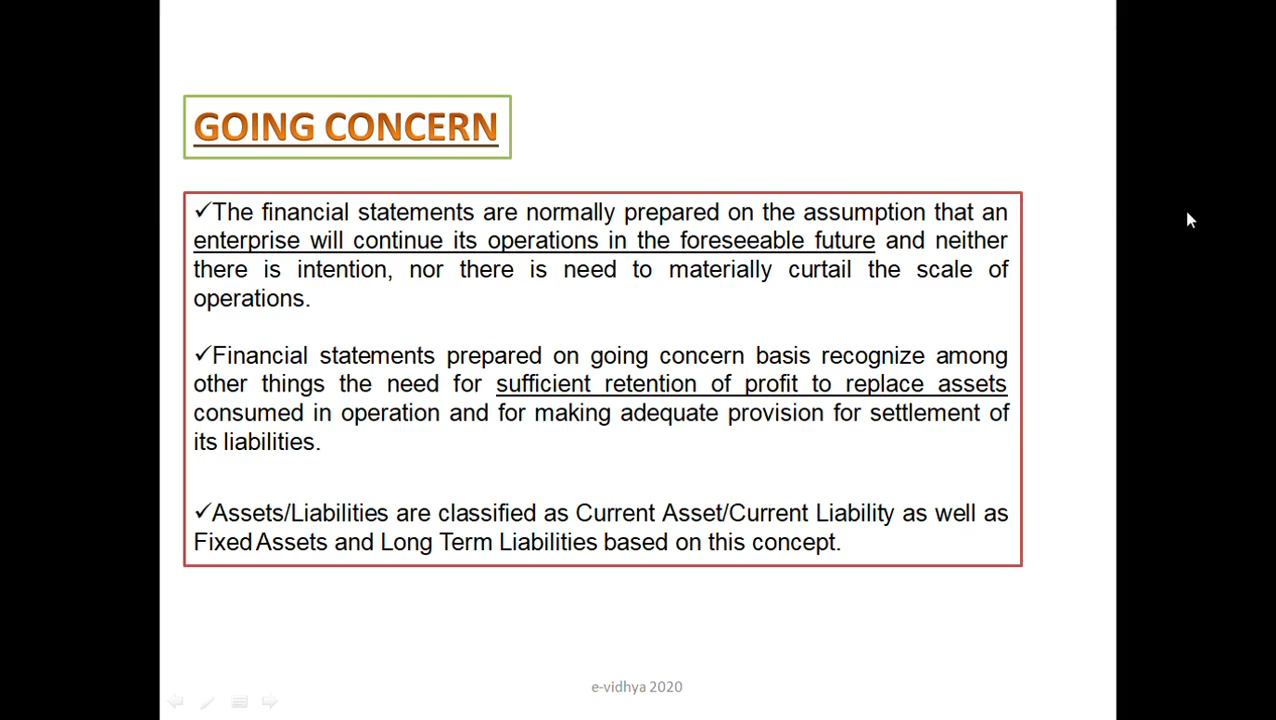 GOING CONCERN
✓The financial statements are normally prepared on the assumption that an
enterprise will continue its operations in the foreseeable future and neither
there is intention, nor there is need to materially curtail the scale of
operations.
✓Financial statements prepared on going concern basis recognize among
other things the need for sufficient retention of profit to replace assets
consumed in operation and for making adequate provision for settlement of
its liabilities.
✓Assets/Liabilities are classified as Current Asset/Current Liability as well as
Fixed Assets and Long Term Liabilities based on this concept.
e-vidhya 2020